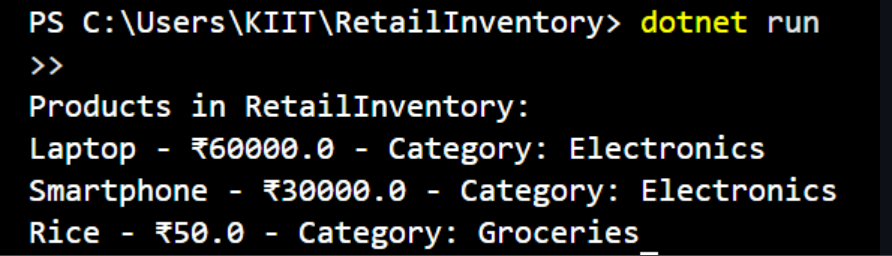 PS C:\Users\KIIT\RetailInventory> dotnet run
>>
Products in RetailInventory:
Laptop - ₹60000.0 - Category: Electronics
Smartphone - ₹30000.0 - Category: Electronics
Rice - ₹50.0 - Category: Groceries